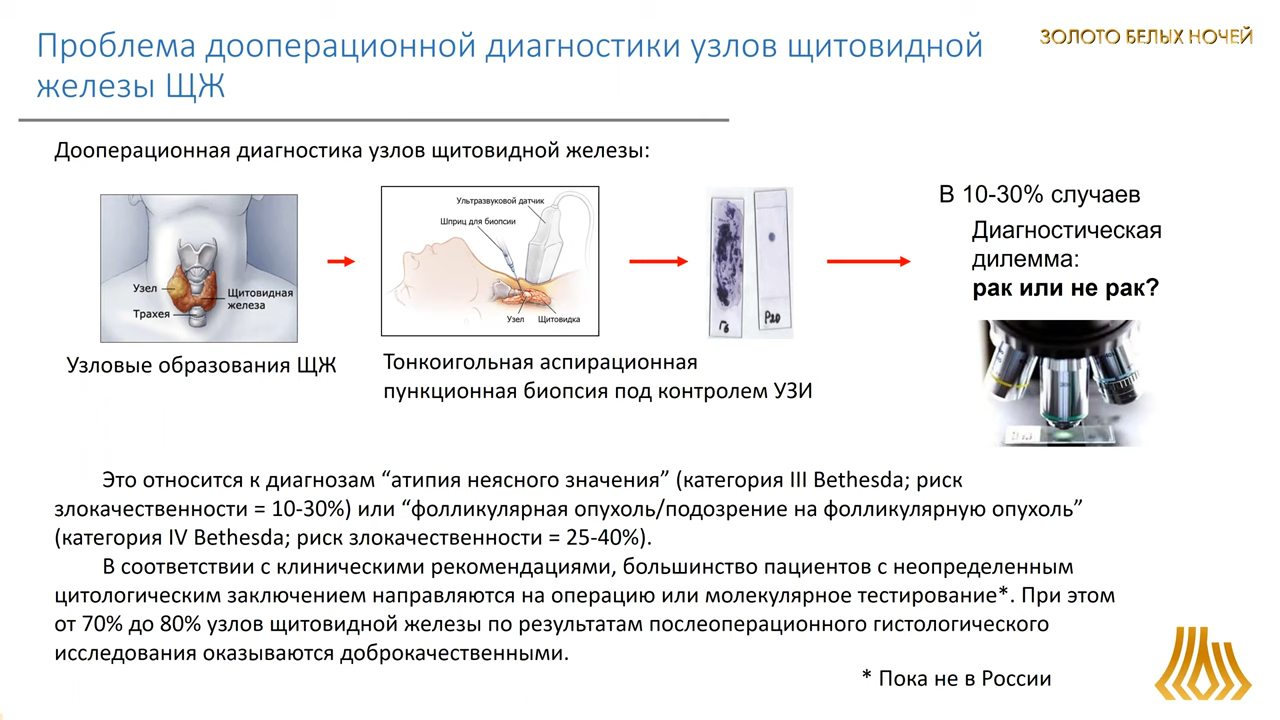 Проблема дооперационной диагностики узлов щитовидной
железы ЩЖ
ЗОЛОТО БЕЛЫХ НОЧЕЙ
Дооперационная диагностика узлов щитовидной железы:
Узел
Щитовидная
железа
Трахея
Узловые образования ЩЖ
Ультразвуковой датчик
Шприц для биопсии
Узел
Щитовидка
Тонкоигольная аспирационная
пункционная биопсия под контролем УЗИ
P20
В 10-30% случаев
Диагностическая
дилемма:
рак или не рак?
Это относится к диагнозам “атипия неясного значения” (категория III Bethesda; риск
злокачественности = 10-30%) или “фолликулярная опухоль/подозрение на фолликулярную опухоль”
(категория IV Bethesda; риск злокачественности = 25-40%).
В соответствии с клиническими рекомендациями, большинство пациентов с неопределенным
цитологическим заключением направляются на операцию или молекулярное тестирование*. При этом
от 70% до 80% узлов щитовидной железы по результатам послеоперационного гистологического
исследования оказываются доброкачественными.
* Пока не в России